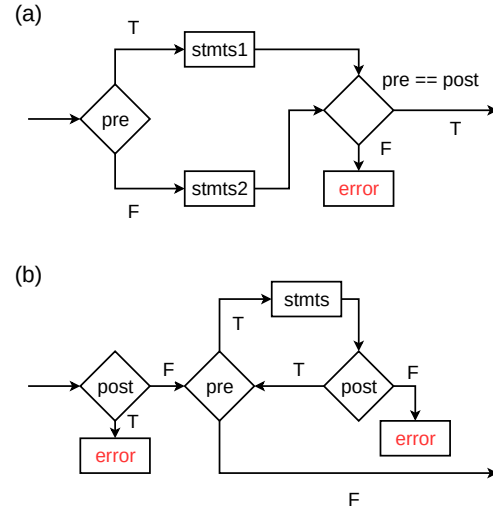 (a)
T
stmts1
pre == post
pre
T
F
F
stmts2
error
(b)
stmts
T
post
F
pre
T
post
F
T
error
error
F